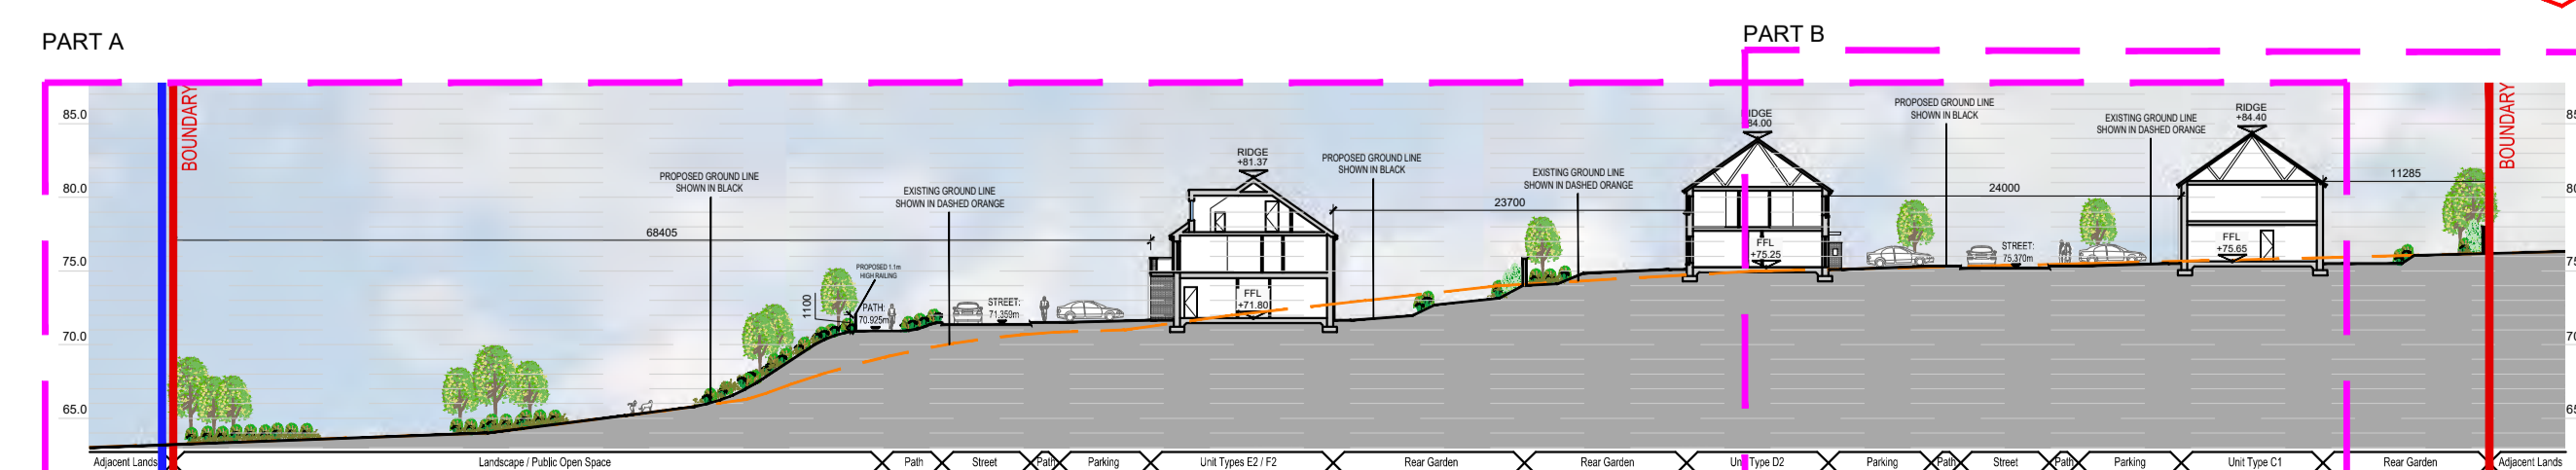 PART A
PART B
BOUNDARY
85.0
80.0
75.0
70.0
65.0
68405
PROPOSED GROUND LINE
SHOWN IN BLACK
PROPOSED 1.1m
HIGH RAILING
1100
PATH:
70.925m
EXISTING GROUND LINE
SHOWN IN DASHED ORANGE
STREET:
71.359m
RIDGE
+81.37
FFL
+71.80
PROPOSED GROUND LINE
SHOWN IN BLACK
23700
EXISTING GROUND LINE
SHOWN IN DASHED ORANGE
FFL
+75.25
PROPOSED GROUND LINE
SHOWN IN BLACK
24000
STREET:
75.370m
EXISTING GROUND LINE
SHOWN IN DASHED ORANGE
RIDGE
+84.40
FFL
+75.65
11285
BOUNDARY
Adjacent Lands
Landscape / Public Open Space
Path
Street
Path
Parking
Unit Types E2 / F2
Rear Garden
Rear Garden
Type D2
Parking
Path
Street
Path
Parking
Unit Type C1
Rear Garden
Adjacent Lands